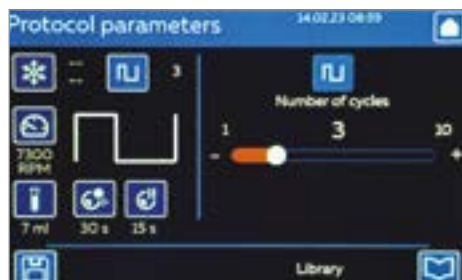 Protocol parameters
14.02.23 08:59
3
Number of cycles
1 3 10
- +
7300
RPM
7 ml 30 s 15 s
Library